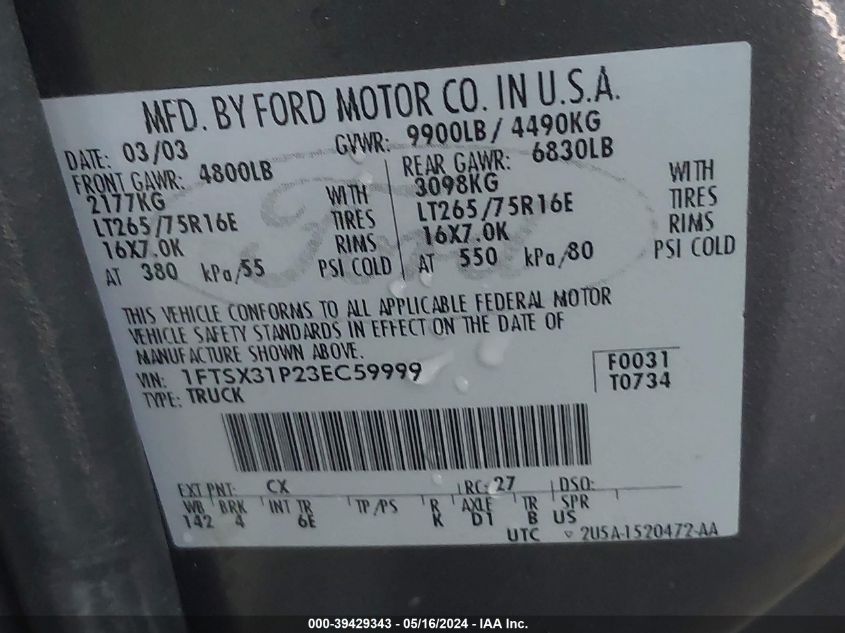 MFD. BY FORD MOTOR CO. IN U.S.A.
DATE: 03/03 GVWR: 9900LB/ 4490KG
FRONT GAWR: 4800LB REAR GAWR: 6830LB
2177KG WITH 3098KG WITH
LT265/75R16E TIRES LT265/75R16E TIRES
16X7.0K RIMS 16X7.0K RIMS
AT 380 kPa/55 PSI COLD AT 550 kPa/80 PSI COLD
THIS VEHICLE CONFORMS TO ALL APPLICABLE FEDERAL MOTOR
VEHICLE SAFETY STANDARDS IN EFFECT ON THE DATE OF
MANUFACTURE SHOWN ABOVE.
VIN: 1FTSX31P23EC59999 F0031
TYPE: TRUCK T0734
EXT PNT: CX RC: 27 DSO:
WB BRK INT TR TP/PS R AXLE TR SPR
142 4 6E K D1 B US
UTC ▽ 2U5A-1520472-AA
Ford
000-39429343 - 05/16/2024 - IAA Inc.